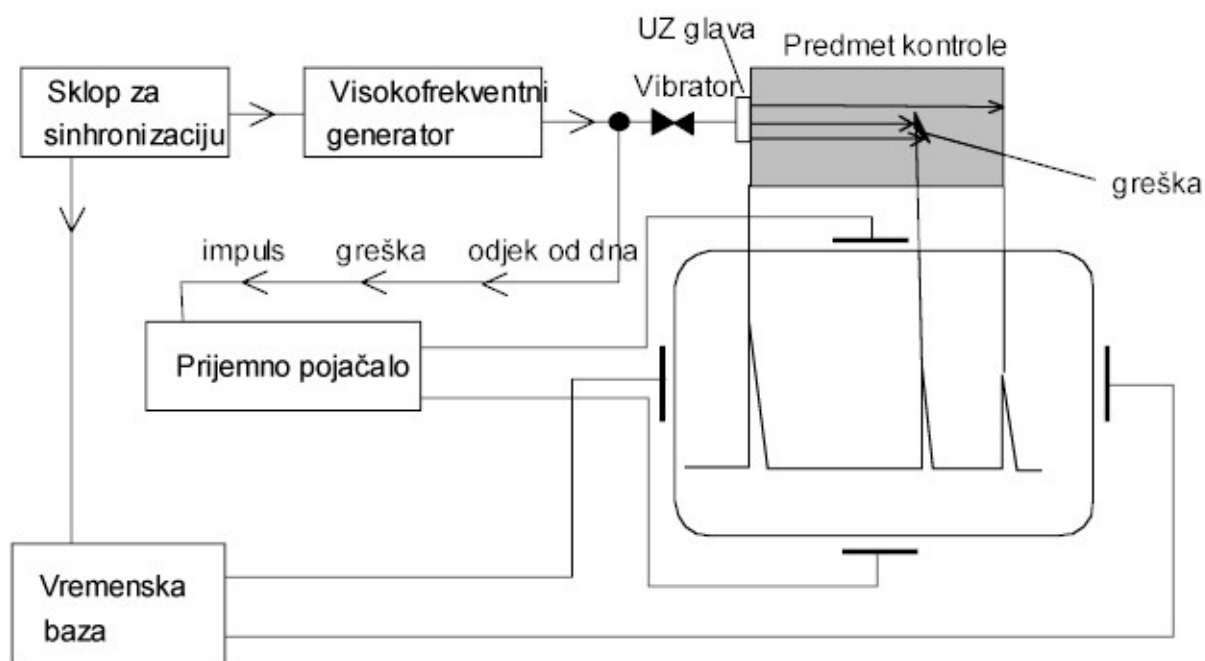 UZ glava
Predmet kontrole
Sklop za
sinhronizaciju
Visokofrekventni
generator
Vibrator
greška
impuls
greška
odjek od dna
Prijemno pojačalo
Vremenska
baza